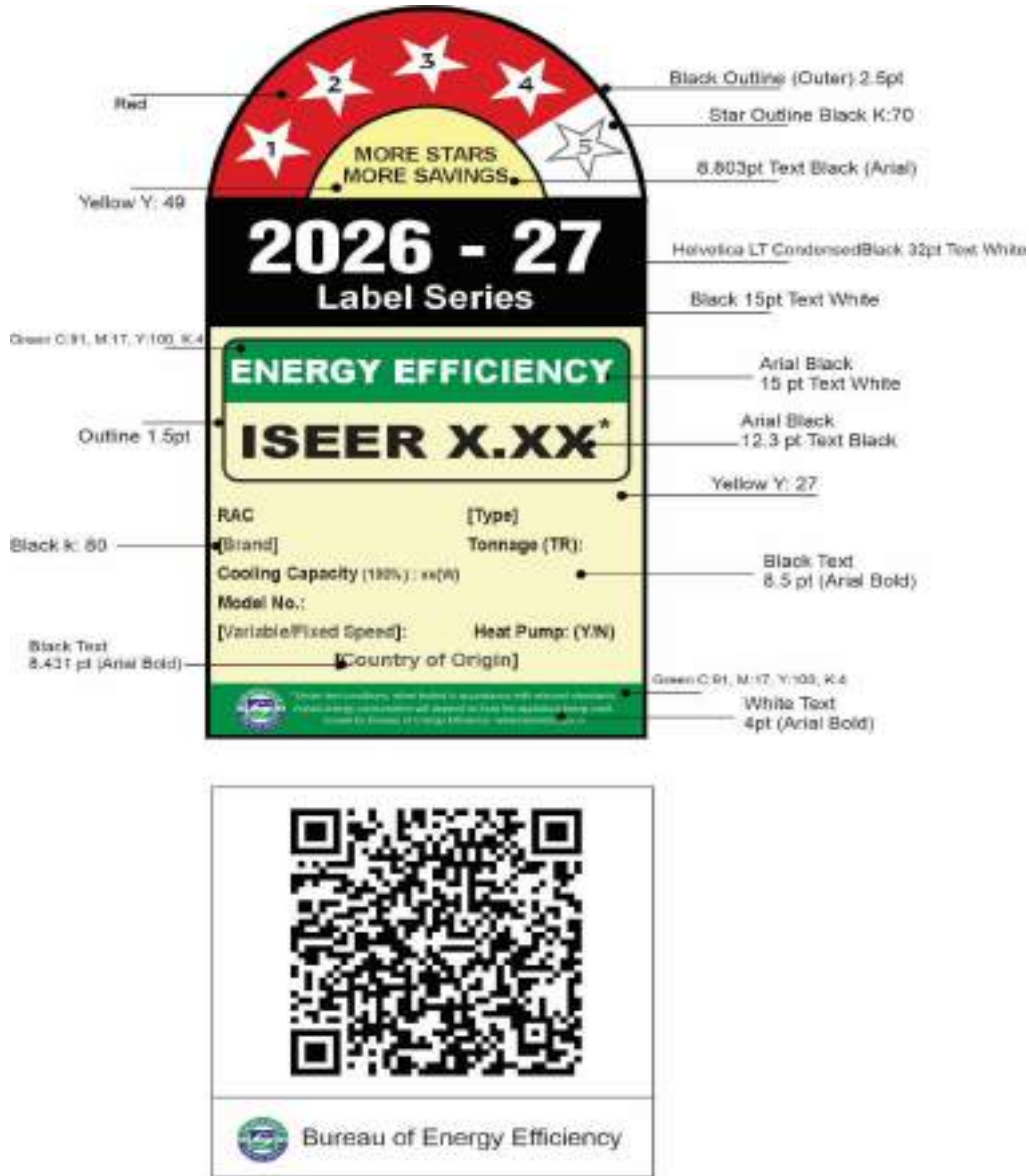 1
2
3
4
5
MORE STARS
MORE SAVINGS
Red
Yellow Y: 49
Black Outline (Outer) 2.5pt
Star Outline Black K:70
8.803pt Text Black (Arial)
2026 - 27
Label Series
Helvetica LT CondensedBlack 32pt Text White
Black 15pt Text White
Green C:91, M:17, Y:100, K:4
ENERGY EFFICIENCY
Arial Black
15 pt Text White
Outline 1.5pt
ISEER X.XX*
Arial Black
12.3 pt Text Black
Yellow Y: 27
RAC [Type]
Black k: 80
[Brand] Tonnage (TR):
Cooling Capacity (100%) : xx(W)
Black Text
8.5 pt (Arial Bold)
Model No.:
[Variable/Fixed Speed]: Heat Pump: (Y/N)
Black Text
8.431 pt (Arial Bold)
[Country of Origin]
Green C:91, M:17, Y:100, K:4
White Text
4pt (Arial Bold)
Bureau of Energy Efficiency